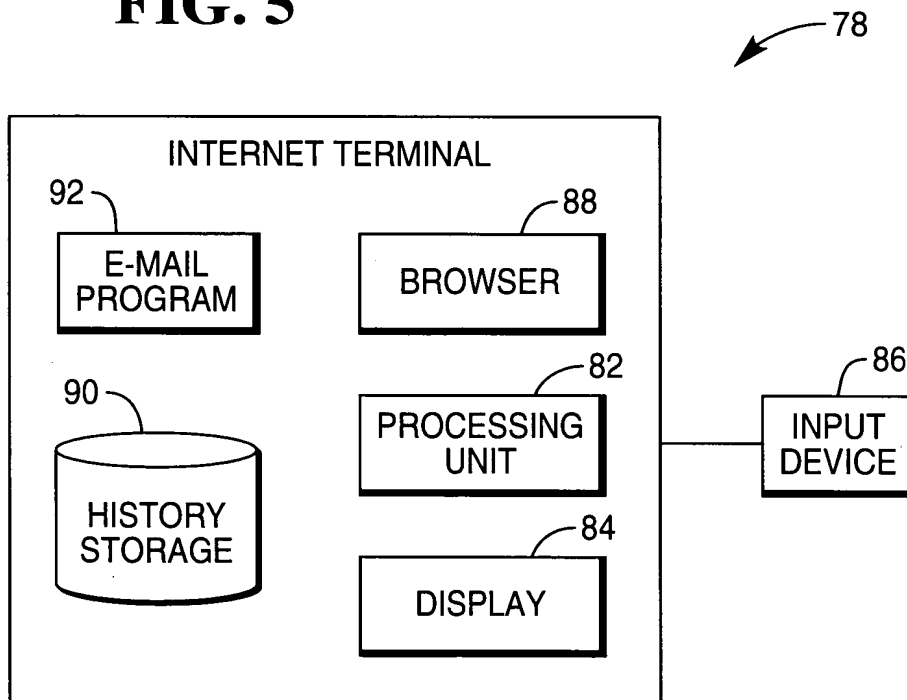 FIG. 5
78
INTERNET TERMINAL
92
88
E-MAIL
PROGRAM
BROWSER
90
82
86
PROCESSING
UNIT
INPUT
DEVICE
HISTORY
STORAGE
84
DISPLAY